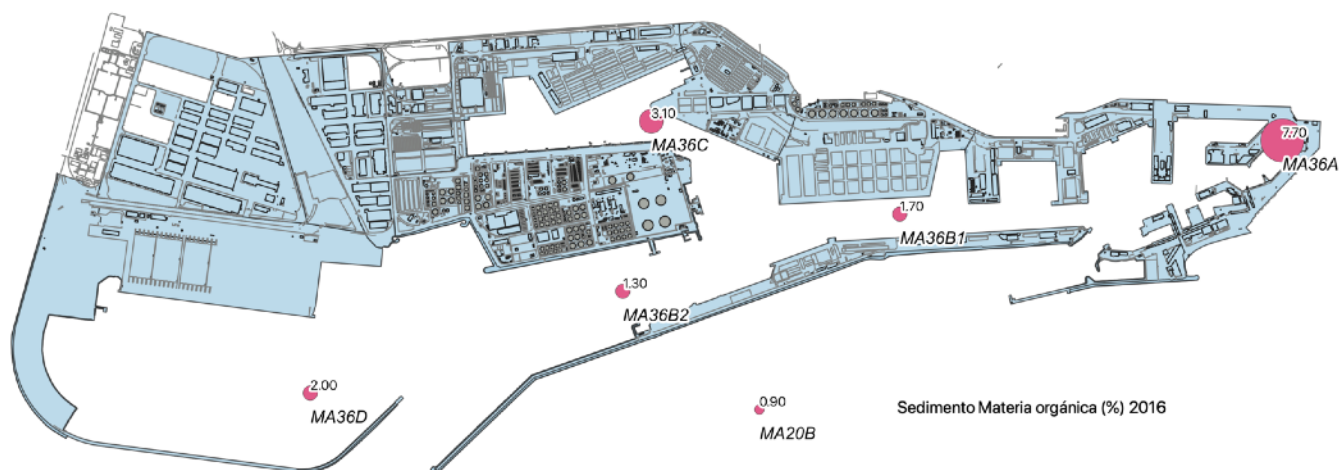 3.10
MA36C
7.70
MA36A
1.70
MA36B1
1.30
MA36B2
2.00
MA36D
0.90
MA20B
Sedimento Materia orgánica (%) 2016